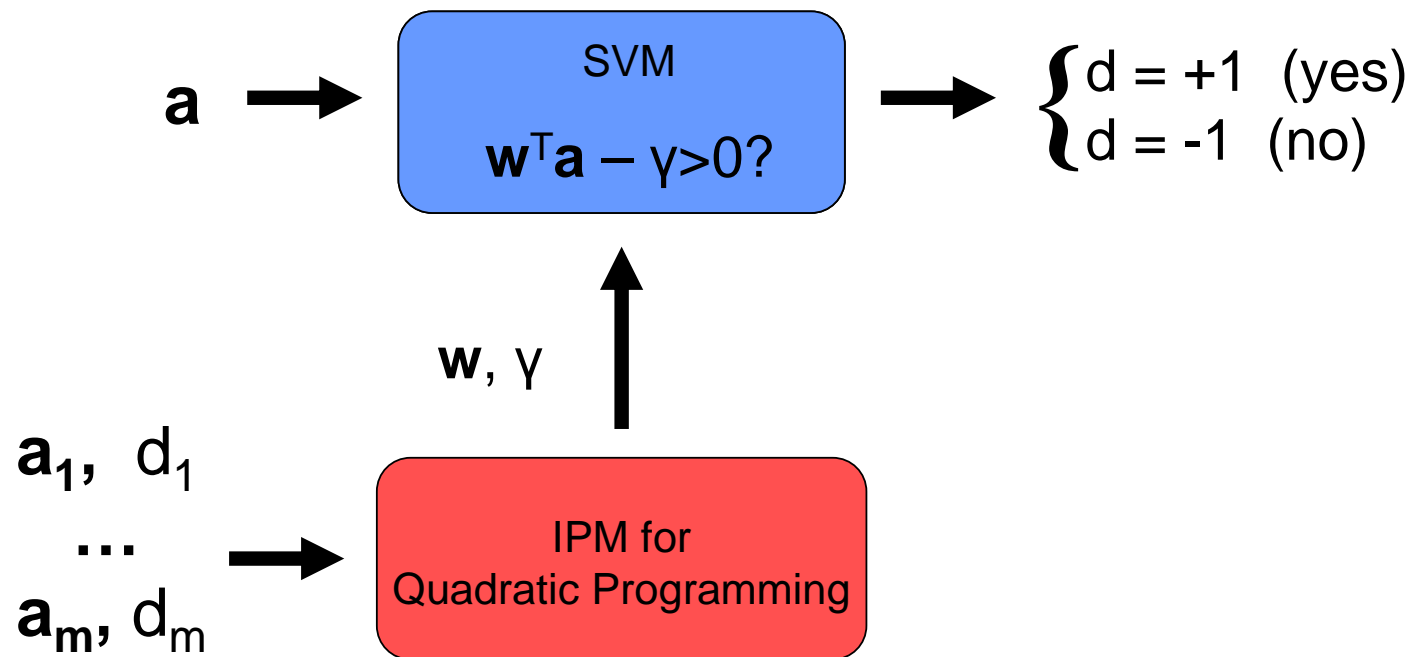 SVM
a
wᵀa – γ>0?
{ d = +1 (yes)
d = -1 (no)
w, γ
a₁, d₁
...
aₘ, dₘ
IPM for
Quadratic Programming